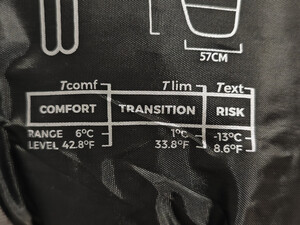 57CM
Tcomf Tlim Text
COMFORT TRANSITION RISK
RANGE 6°C 1°C -13°C
LEVEL 42.8°F 33.8°F 8.6°F